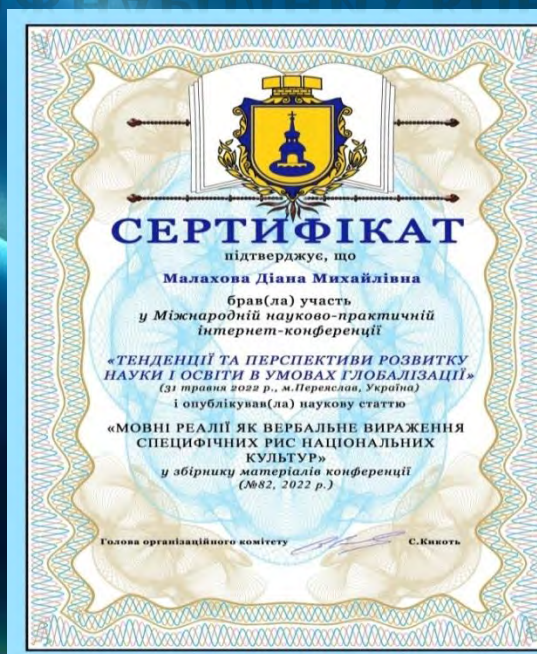 СЕРТИФІКАТ
підтверджує, що
Малахова Діана Михайлівна
брав(ла) участь
у Міжнародній науково-практичній
інтернет-конференції
«ТЕНДЕНЦІЇ ТА ПЕРСПЕКТИВИ РОЗВИТКУ
НАУКИ І ОСВІТИ В УМОВАХ ГЛОБАЛІЗАЦІЇ»
(31 травня 2022 р., м.Переяслав, Україна)
і опублікував(ла) наукову статтю
«МОВНІ РЕАЛІЇ ЯК ВЕРБАЛЬНЕ ВИРАЖЕННЯ
СПЕЦИФІЧНИХ РИС НАЦІОНАЛЬНИХ
КУЛЬТУР»
у збірнику матеріалів конференції
(№82, 2022 р.)
Голова організаційного комітету С.Кикоть